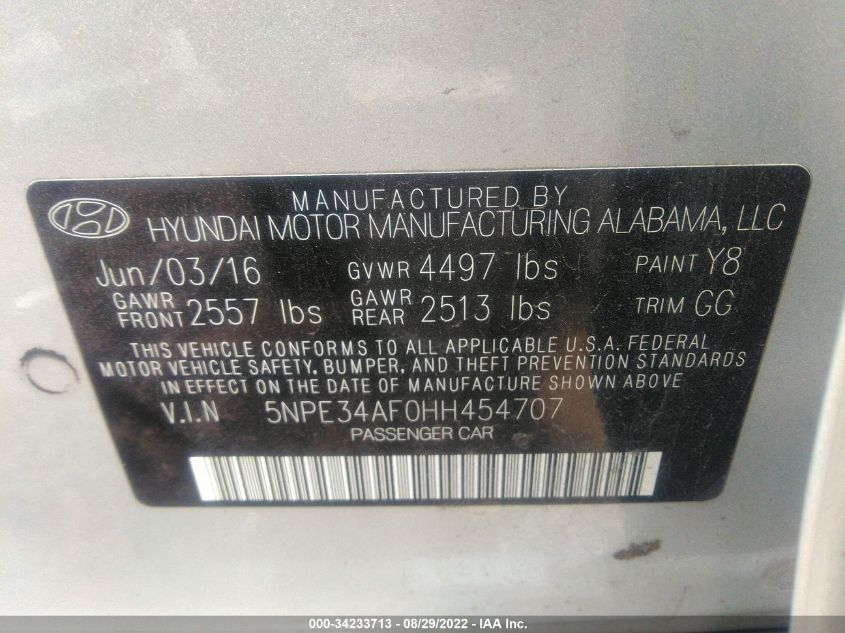 MANUFACTURED BY
HYUNDAI MOTOR MANUFACTURING ALABAMA, LLC
Jun/03/16 GVWR 4497 lbs PAINT Y8
GAWR FRONT 2557 lbs GAWR REAR 2513 lbs TRIM GG
THIS VEHICLE CONFORMS TO ALL APPLICABLE U.S.A. FEDERAL
MOTOR VEHICLE SAFETY, BUMPER, AND THEFT PREVENTION STANDARDS
IN EFFECT ON THE DATE OF MANUFACTURE SHOWN ABOVE
V.I.N 5NPE34AF0HH454707
PASSENGER CAR
000-34233713 - 08/29/2022 - IAA Inc.